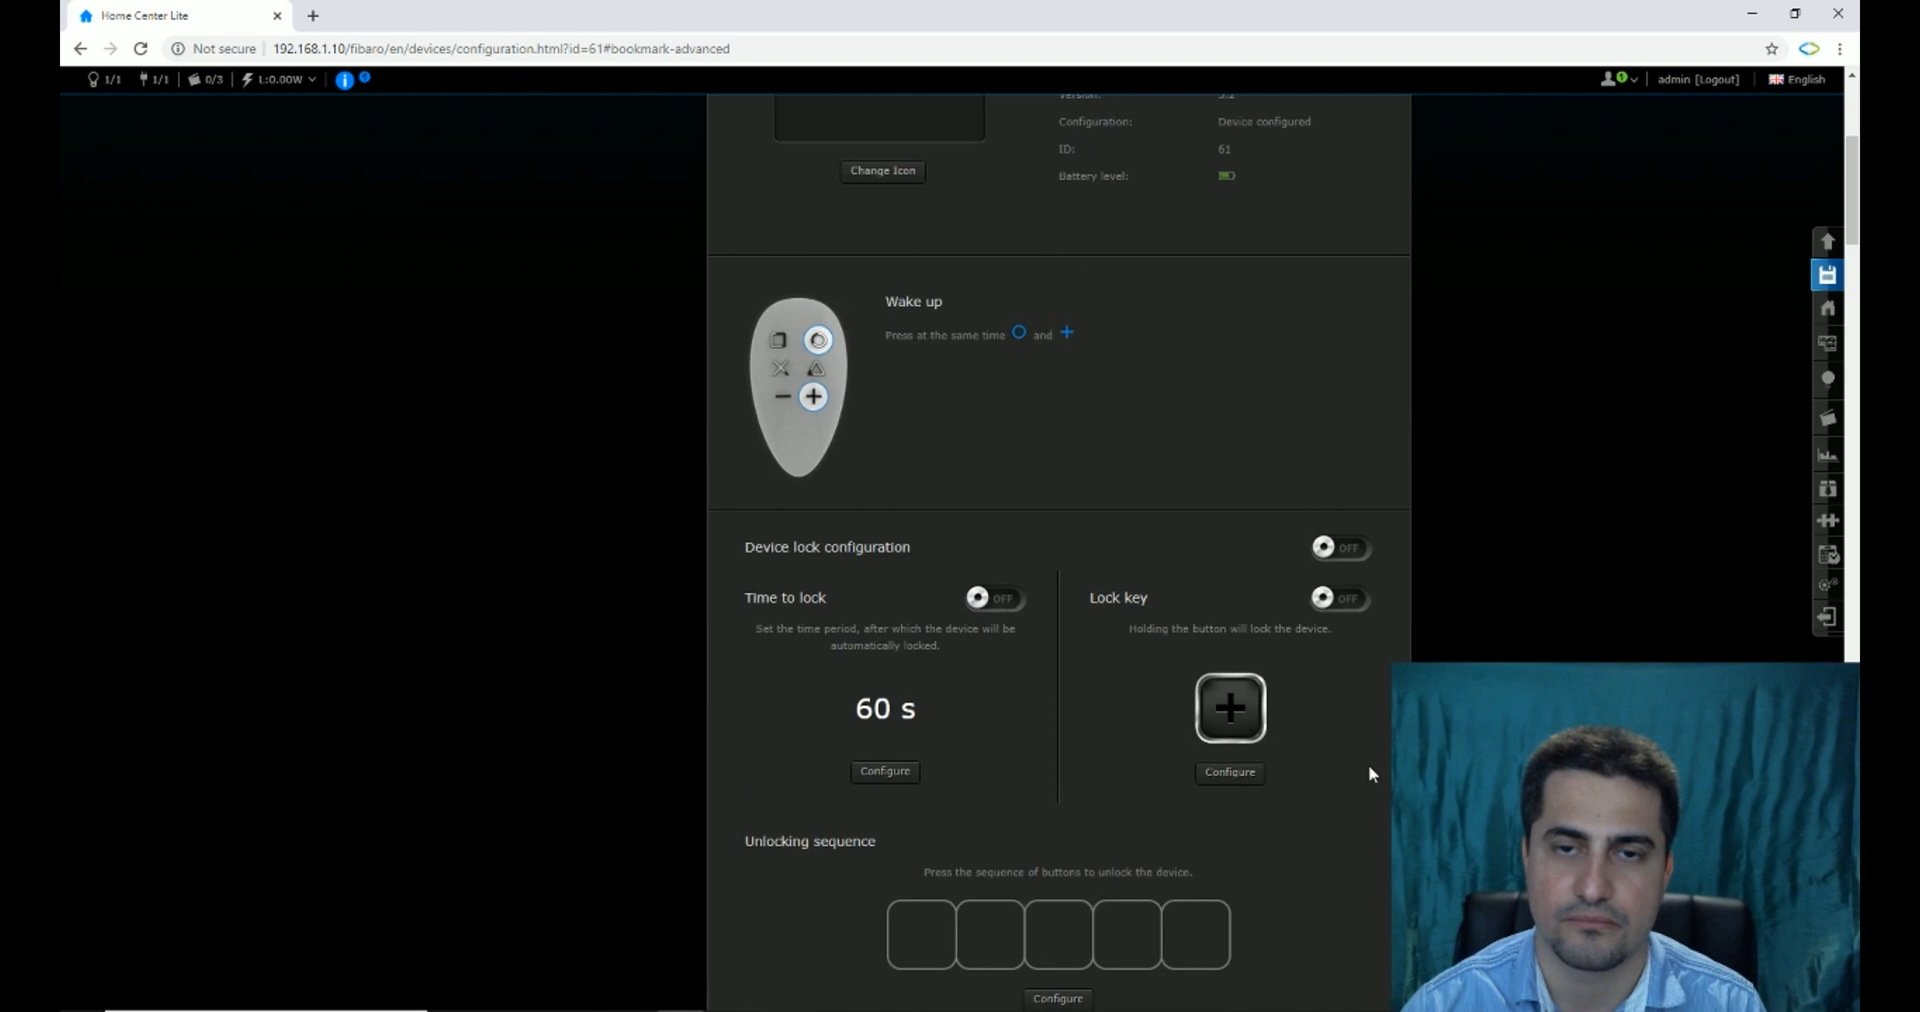 Home Center Lite
Not secure 192.168.1.10/fibaro/en/devices/configuration.html?id=61#bookmark-advanced
1/1 1/1 0/3 L:0.00W 1 admin [Logout] English
Version: 3.2
Configuration: Device configured
Change Icon
ID: 61
Battery level:
Wake up
Press at the same time and
Device lock configuration OFF
Time to lock OFF
Lock key OFF
Set the time period, after which the device will be
automatically locked.
Holding the button will lock the device.
60 s
Configure
Configure
Unlocking sequence
Press the sequence of buttons to unlock the device.
Configure